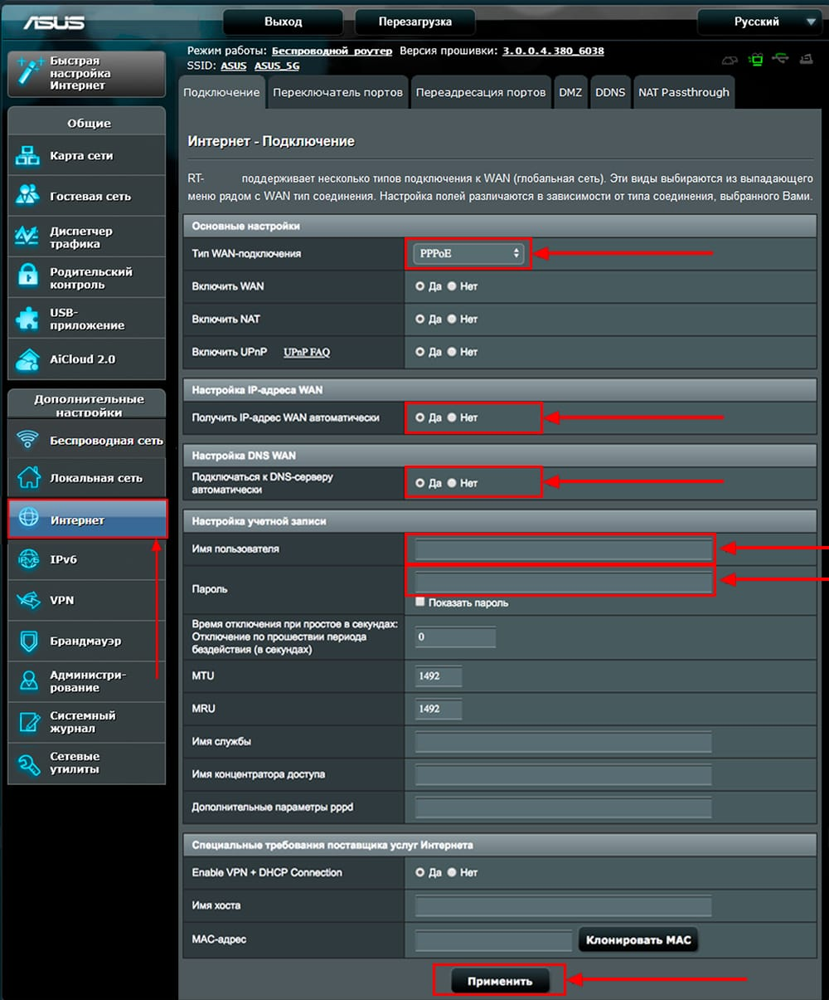 ASUS
Выход
Перезагрузка
Русский
Режим работы: Беспроводной роутер Версия прошивки: 3.0.0.4.380_6038
SSID: ASUS ASUS_5G
Быстрая
настройка
Интернет
Общие
Карта сети
Гостевая сеть
Диспетчер
трафика
Родительский
контроль
USB-
приложение
AiCloud 2.0
Дополнительные
настройки
Беспроводная сеть
Локальная сеть
Интернет
IPv6
IPv6
VPN
Брандмауэр
Администри-
рование
Системный
журнал
Сетевые
утилиты
Подключение
Переключатель портов
Переадресация портов
DMZ
DDNS
NAT Passthrough
Интернет - Подключение
RT- поддерживает несколько типов подключения к WAN (глобальная сеть). Эти виды выбираются из выпадающего
меню рядом с WAN тип соединения. Настройка полей различаются в зависимости от типа соединения, выбранного Вами.
Основные настройки
Тип WAN-подключения PPPoE
Включить WAN Да Нет
Включить NAT Да Нет
Включить UPnP UPnP FAQ Да Нет
Настройка IP-адреса WAN
Получить IP-адрес WAN автоматически Да Нет
Настройка DNS WAN
Подключаться к DNS-серверу
автоматически
Да Нет
Настройка учетной записи
Имя пользователя
Пароль
Показать пароль
Время отключения при простое в секундах:
Отключение по прошествии периода
бездействия (в секундах)
0
MTU 1492
MRU 1492
Имя службы
Имя концентратора доступа
Дополнительные параметры pppd
Специальные требования поставщика услуг Интернета
Enable VPN + DHCP Connection Да Нет
Имя хоста
MAC-адрес Клонировать MAC
Применить